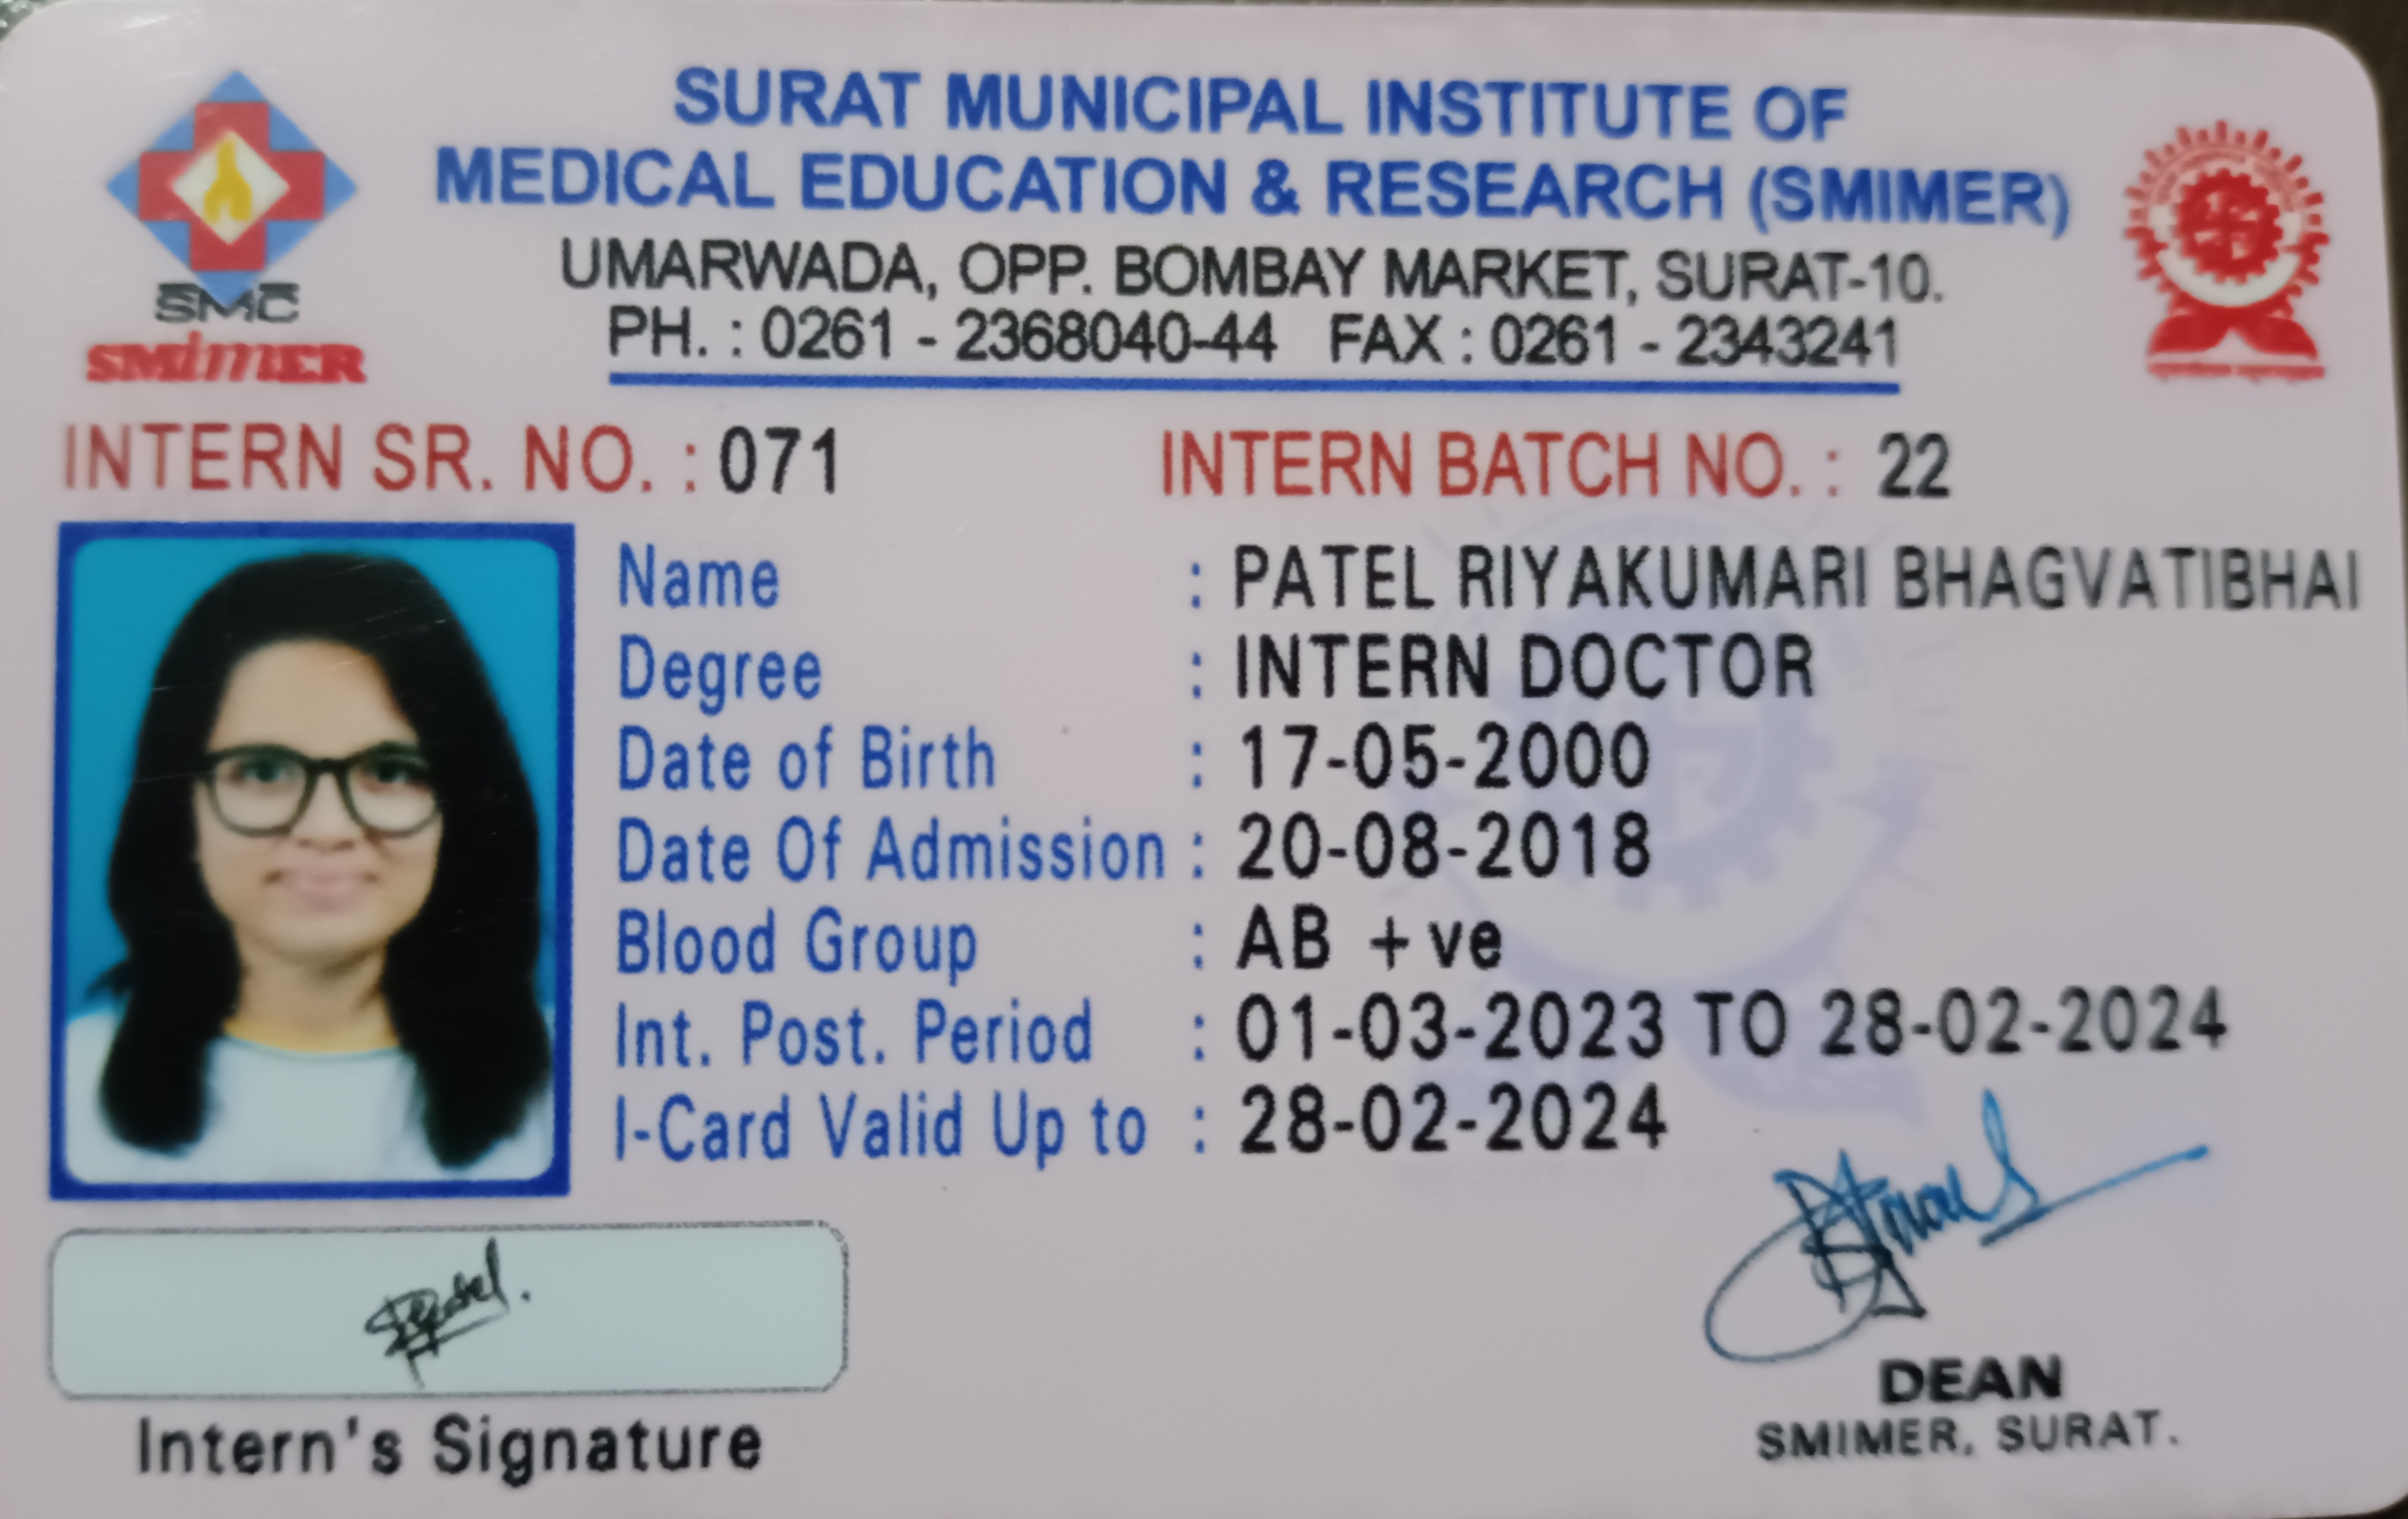 SURAT MUNICIPAL INSTITUTE OF
MEDICAL EDUCATION & RESEARCH (SMIMER)
UMARWADA, OPP. BOMBAY MARKET, SURAT-10.
PH. : 0261 - 2368040-44 FAX : 0261 - 2343241
SMC
SMIMER
INTERN SR. NO. : 071 INTERN BATCH NO. : 22
Name : PATEL RIYAKUMARI BHAGVATIBHAI
Degree : INTERN DOCTOR
Date of Birth : 17-05-2000
Date Of Admission : 20-08-2018
Blood Group : AB +ve
Int. Post. Period : 01-03-2023 TO 28-02-2024
I-Card Valid Up to : 28-02-2024
Intern's Signature
DEAN
SMIMER, SURAT.